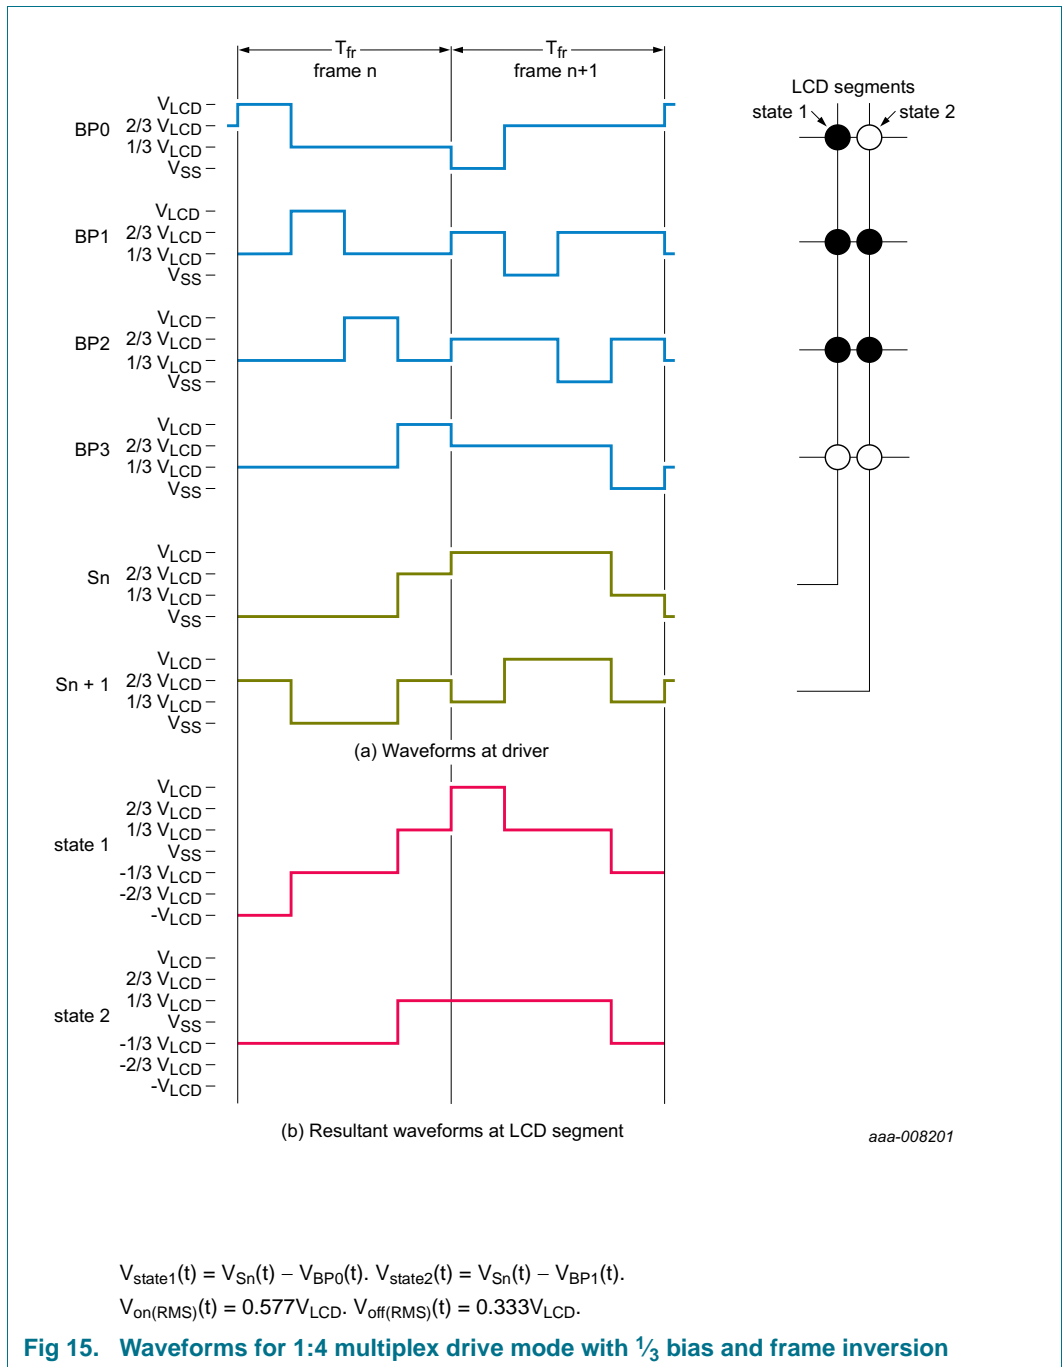 Tfr Tfr
frame n frame n+1
LCD segments
state 1 state 2
BP0
VLCD
2/3 VLCD
1/3 VLCD
VSS
BP1
VLCD
2/3 VLCD
1/3 VLCD
VSS
BP2
VLCD
2/3 VLCD
1/3 VLCD
VSS
BP3
VLCD
2/3 VLCD
1/3 VLCD
VSS
Sn
VLCD
2/3 VLCD
1/3 VLCD
VSS
Sn + 1
VLCD
2/3 VLCD
1/3 VLCD
VSS
(a) Waveforms at driver
state 1
VLCD
2/3 VLCD
1/3 VLCD
VSS
-1/3 VLCD
-2/3 VLCD
-VLCD
state 2
VLCD
2/3 VLCD
1/3 VLCD
VSS
-1/3 VLCD
-2/3 VLCD
-VLCD
(b) Resultant waveforms at LCD segment
aaa-008201
Vstate1(t) = VSn(t) − VBP0(t). Vstate2(t) = VSn(t) − VBP1(t).
Von(RMS)(t) = 0.577VLCD. Voff(RMS)(t) = 0.333VLCD.
Fig 15. Waveforms for 1:4 multiplex drive mode with 1⁄3 bias and frame inversion